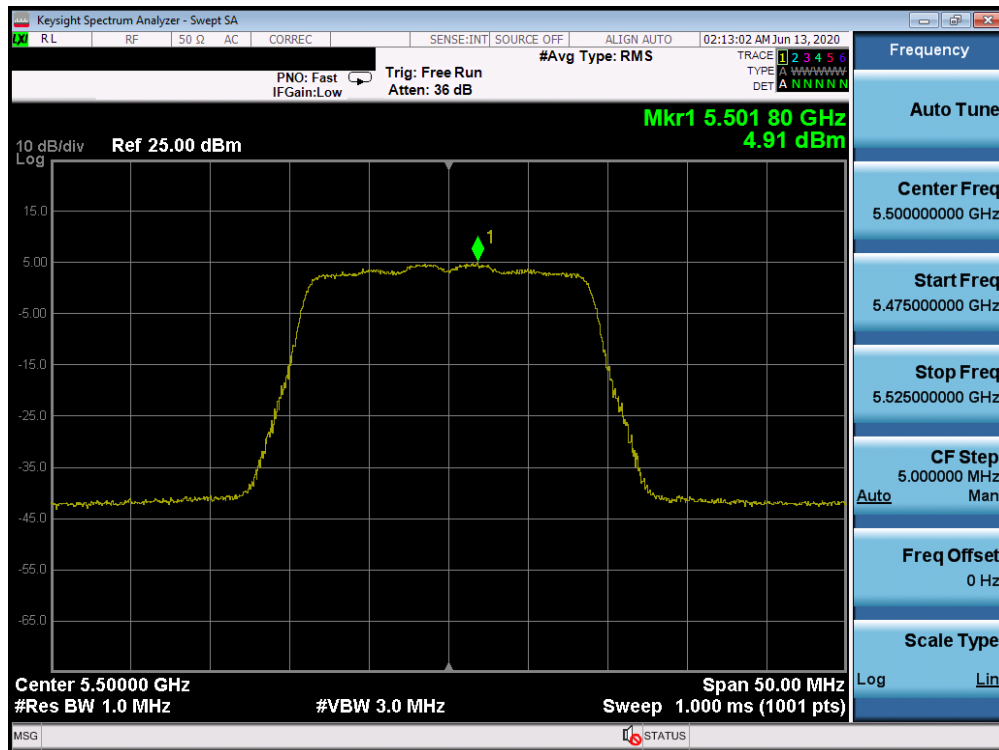 Keysight Spectrum Analyzer - Swept SA
LXI RL RF 50 Ω AC CORREC SENSE:INT SOURCE OFF ALIGN AUTO 02:13:02 AM Jun 13, 2020
#Avg Type: RMS
TRACE 1 2 3 4 5 6
PNO: Fast Trig: Free Run
TYPE A WWWWW
IFGain:Low Atten: 36 dB
DET A N N N N N
Mkr1 5.501 80 GHz
4.91 dBm
10 dB/div Ref 25.00 dBm
Log
15.0
1
5.00
-5.00
-15.0
-25.0
-35.0
-45.0
-55.0
-65.0
Center 5.50000 GHz Span 50.00 MHz
#Res BW 1.0 MHz #VBW 3.0 MHz Sweep 1.000 ms (1001 pts)
MSG STATUS
Frequency
Auto Tune
Center Freq
5.500000000 GHz
Start Freq
5.475000000 GHz
Stop Freq
5.525000000 GHz
CF Step
5.000000 MHz
Auto Man
Freq Offset
0 Hz
Scale Type
Log Lin